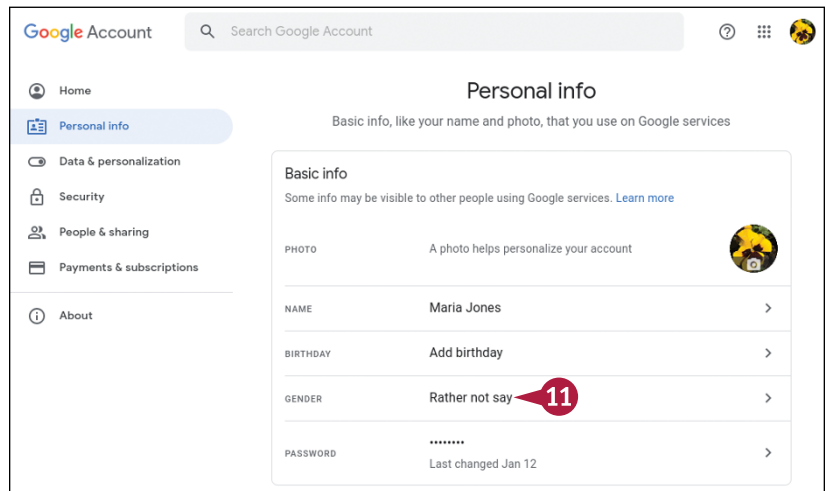 Google Account
Search Google Account
Home
Personal info
Data & personalization
Security
People & sharing
Payments & subscriptions
About
Personal info
Basic info, like your name and photo, that you use on Google services
Basic info
Some info may be visible to other people using Google services. Learn more
PHOTO A photo helps personalize your account
NAME Maria Jones
BIRTHDAY Add birthday
GENDER Rather not say 11
PASSWORD ••••••••
Last changed Jan 12